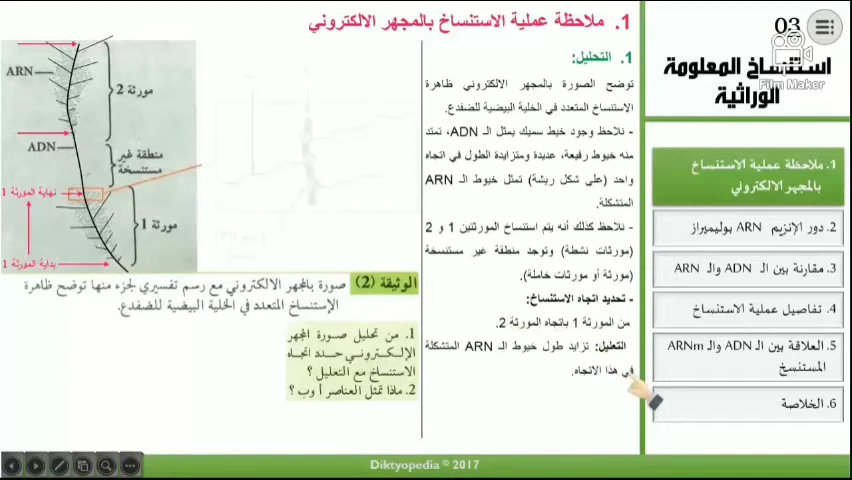 1. ملاحظة عملية الاستنساخ بالمجهر الالكتروني
03
استنساخ المعلومة
الوراثية
Film Maker
1. التحليل:
توضح الصورة بالمجهر الالكتروني ظاهرة
الاستنساخ المتعدد في الخلية البيضية للضفدع.
- نلاحظ وجود خيط سميك يمثل الـ ADN، تمتد
منه خيوط رفيعة، عديدة ومتزايدة الطول في اتجاه
واحد (على شكل ريشة) تمثل خيوط الـ ARN
المتشكلة.
- نلاحظ كذلك أنه يتم استنساخ المورثتين 1 و 2
(مورثات نشطة) وتوجد منطقة غير مستنسخة
(مورثة أو مورثات خاملة).
- تحديد اتجاه الاستنساخ:
من المورثة 1 باتجاه المورثة 2.
التعليل: تزايد طول خيوط الـ ARN المتشكلة
في هذا الاتجاه.
ARN
مورثة 2
ADN
منطقة غير
مستنسخة
نهاية المورثة 1
مورثة 1
بداية المورثة 1
الوثيقة (2) صورة بالمجهر الالكتروني مع رسم تفسيري لجزء منها توضح ظاهرة
الإستنساخ المتعدد في الخلية البيضية للضفدع.
1. من تحليل صورة المجهر
الإلكتروني حدد اتجاه
الاستنساخ مع التعليل ؟
2. ماذا تمثل العناصر أ وب ؟
1. ملاحظة عملية الاستنساخ
بالمجهر الالكتروني
2. دور الإنزيم ARN بوليميراز
3. مقارنة بين الـ ADN والـ ARN
4. تفاصيل عملية الاستنساخ
5. العلاقة بين الـ ADN والـ ARNm
المستنسخ
6. الخلاصة
Diktyopedia © 2017